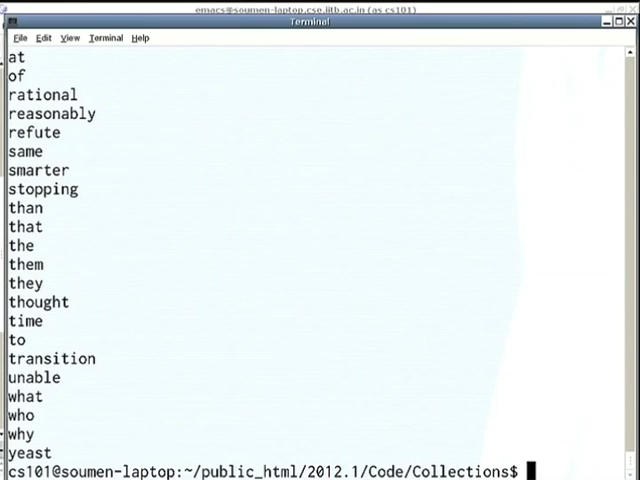 emacs@soumen-laptop.cse.iitb.ac.in (as cs101)
Terminal
File Edit View Terminal Help
at
of
rational
reasonably
refute
same
smarter
stopping
than
that
the
them
they
thought
time
to
transition
unable
what
who
why
yeast
cs101@soumen-laptop:~/public_html/2012.1/Code/Collections$